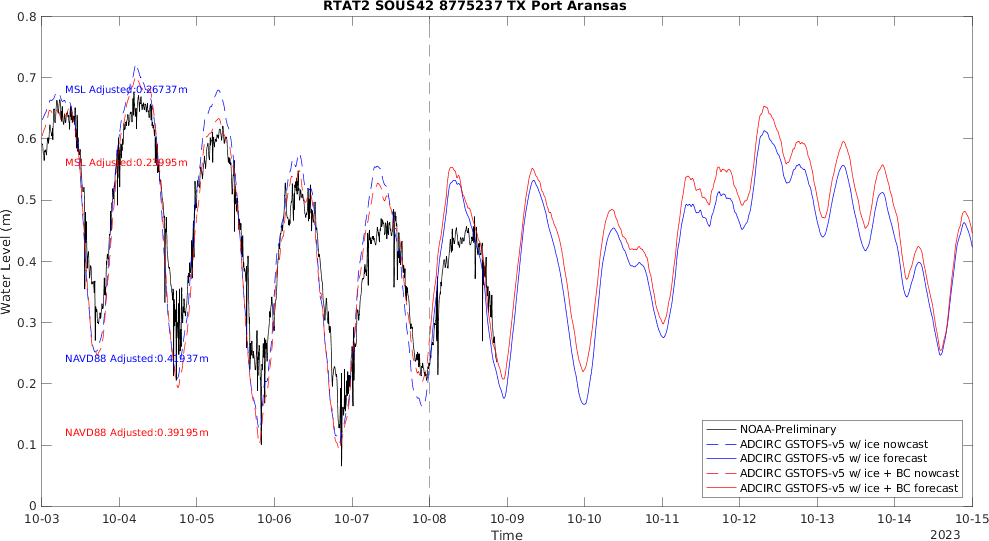 RTAT2 SOUS42 8775237 TX Port Aransas
0.8
0.7
0.6
0.5
0.4
0.3
0.2
0.1
0
Water Level (m)
MSL Adjusted:0.26737m
MSL Adjusted:0.23995m
NAVD88 Adjusted:0.41937m
NAVD88 Adjusted:0.39195m
NOAA-Preliminary
ADCIRC GSTOFS-v5 w/ ice nowcast
ADCIRC GSTOFS-v5 w/ ice forecast
ADCIRC GSTOFS-v5 w/ ice + BC nowcast
ADCIRC GSTOFS-v5 w/ ice + BC forecast
10-03 10-04 10-05 10-06 10-07 10-08 10-09 10-10 10-11 10-12 10-13 10-14 10-15
Time
2023